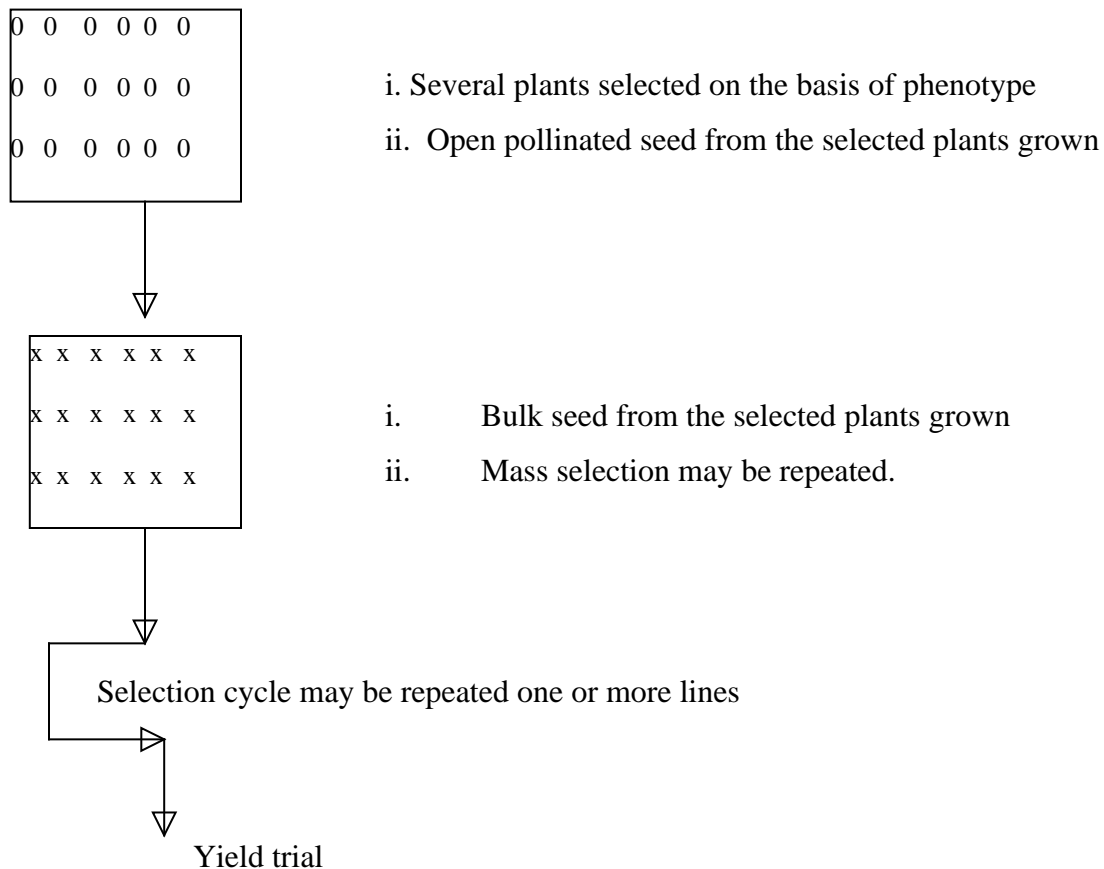 0 0 0 0 0 0
0 0 0 0 0 0
i. Several plants selected on the basis of phenotype
ii. Open pollinated seed from the selected plants grown
0 0 0 0 0 0
x x x x x x
x x x x x x
i. Bulk seed from the selected plants grown
ii. Mass selection may be repeated.
x x x x x x
Selection cycle may be repeated one or more lines
Yield trial